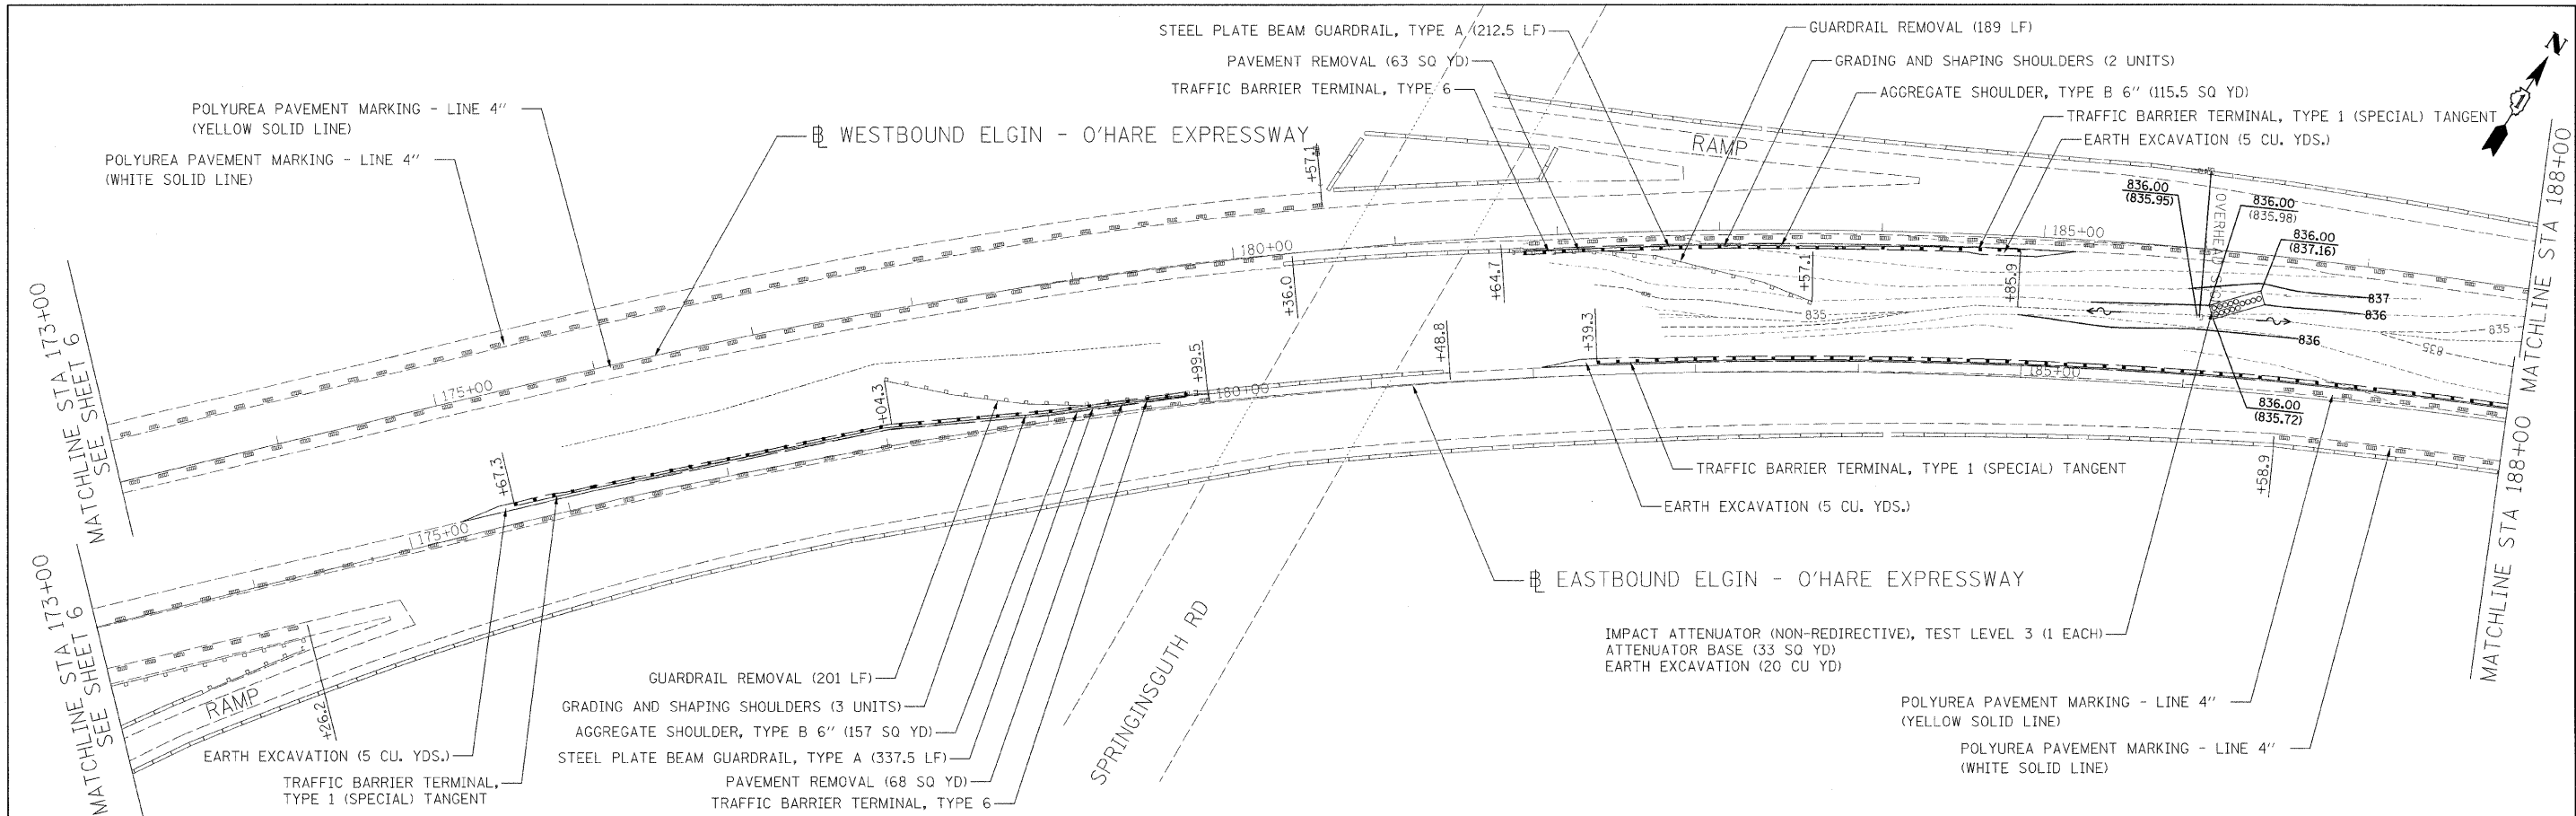 STEEL PLATE BEAM GUARDRAIL, TYPE A (212.5 LF)
PAVEMENT REMOVAL (63 SQ YD)
TRAFFIC BARRIER TERMINAL, TYPE 6
GUARDRAIL REMOVAL (189 LF)
GRADING AND SHAPING SHOULDERS (2 UNITS)
AGGREGATE SHOULDER, TYPE B 6" (115.5 SQ YD)
TRAFFIC BARRIER TERMINAL, TYPE 1 (SPECIAL) TANGENT
EARTH EXCAVATION (5 CU. YDS.)
N
POLYUREA PAVEMENT MARKING - LINE 4"
(YELLOW SOLID LINE)
POLYUREA PAVEMENT MARKING - LINE 4"
(WHITE SOLID LINE)
℄ WESTBOUND ELGIN - O'HARE EXPRESSWAY
+57.1
RAMP
836.00
(835.95)
OVERHEAD
836.00
(835.98)
836.00
(837.16)
MATCHLINE STA 188+00
180+00
185+00
+36.0
+64.7
+57.1
+85.9
837
836
836
835
835
835
MATCHLINE STA 173+00
SEE SHEET 6
175+00
+04.3
+99.5
180+00
+48.8
+39.3
185+00
836.00
(835.72)
+67.3
175+00
+58.9
TRAFFIC BARRIER TERMINAL, TYPE 1 (SPECIAL) TANGENT
EARTH EXCAVATION (5 CU. YDS.)
MATCHLINE STA 188+00
℄ EASTBOUND ELGIN - O'HARE EXPRESSWAY
MATCHLINE STA 173+00
SEE SHEET 6
RAMP
+26.2
SPRINGINSGUTH RD
IMPACT ATTENUATOR (NON-REDIRECTIVE), TEST LEVEL 3 (1 EACH)
ATTENUATOR BASE (33 SQ YD)
EARTH EXCAVATION (20 CU YD)
GUARDRAIL REMOVAL (201 LF)
GRADING AND SHAPING SHOULDERS (3 UNITS)
AGGREGATE SHOULDER, TYPE B 6" (157 SQ YD)
STEEL PLATE BEAM GUARDRAIL, TYPE A (337.5 LF)
PAVEMENT REMOVAL (68 SQ YD)
TRAFFIC BARRIER TERMINAL, TYPE 6
EARTH EXCAVATION (5 CU. YDS.)
TRAFFIC BARRIER TERMINAL,
TYPE 1 (SPECIAL) TANGENT
POLYUREA PAVEMENT MARKING - LINE 4"
(YELLOW SOLID LINE)
POLYUREA PAVEMENT MARKING - LINE 4"
(WHITE SOLID LINE)